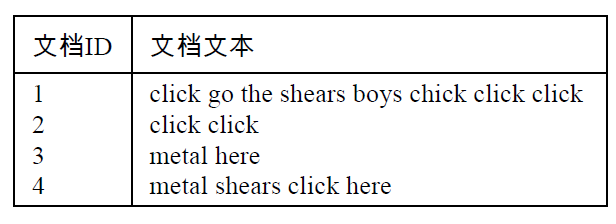 文档ID 文档文本
1 click go the shears boys chick click click
2 click click
3 metal here
4 metal shears click here